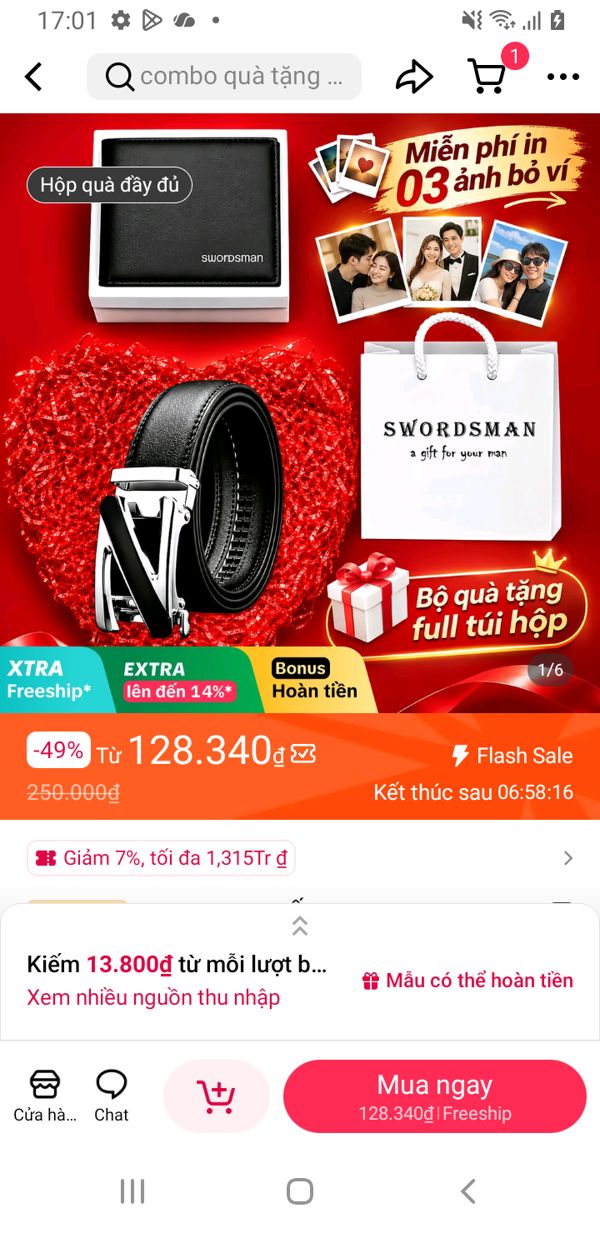 17:01
combo quà tặng ...
1
Hộp quà đầy đủ
swordsman
Miễn phí in
03 ảnh bỏ ví
SWORDSMAN
a gift for your man
Bộ quà tặng
full túi hộp
XTRA
Freeship*
EXTRA
lên đến 14%*
Bonus
Hoàn tiền
1/6
-49% Từ 128.340₫
Flash Sale
250.000₫
Kết thúc sau 06:58:16
Giảm 7%, tối đa 1,315Tr ₫
Kiếm 13.800₫ từ mỗi lượt b...
Xem nhiều nguồn thu nhập
Mẫu có thể hoàn tiền
Cửa hà...
Chat
Mua ngay
128.340₫|Freeship